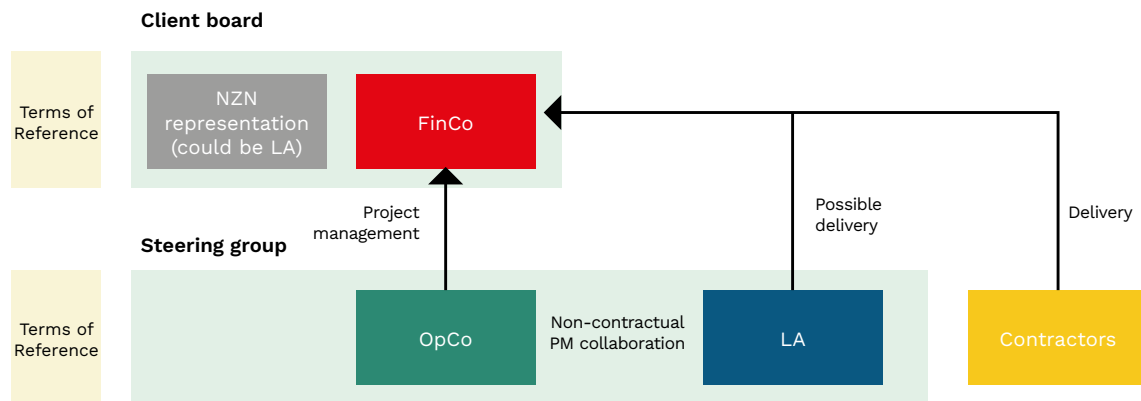 Client board
Terms of
Reference
NZN
representation
(could be LA)
FinCo
Project
management
Possible
delivery
Delivery
Steering group
Terms of
Reference
OpCo
Non-contractual
PM collaboration
LA
Contractors